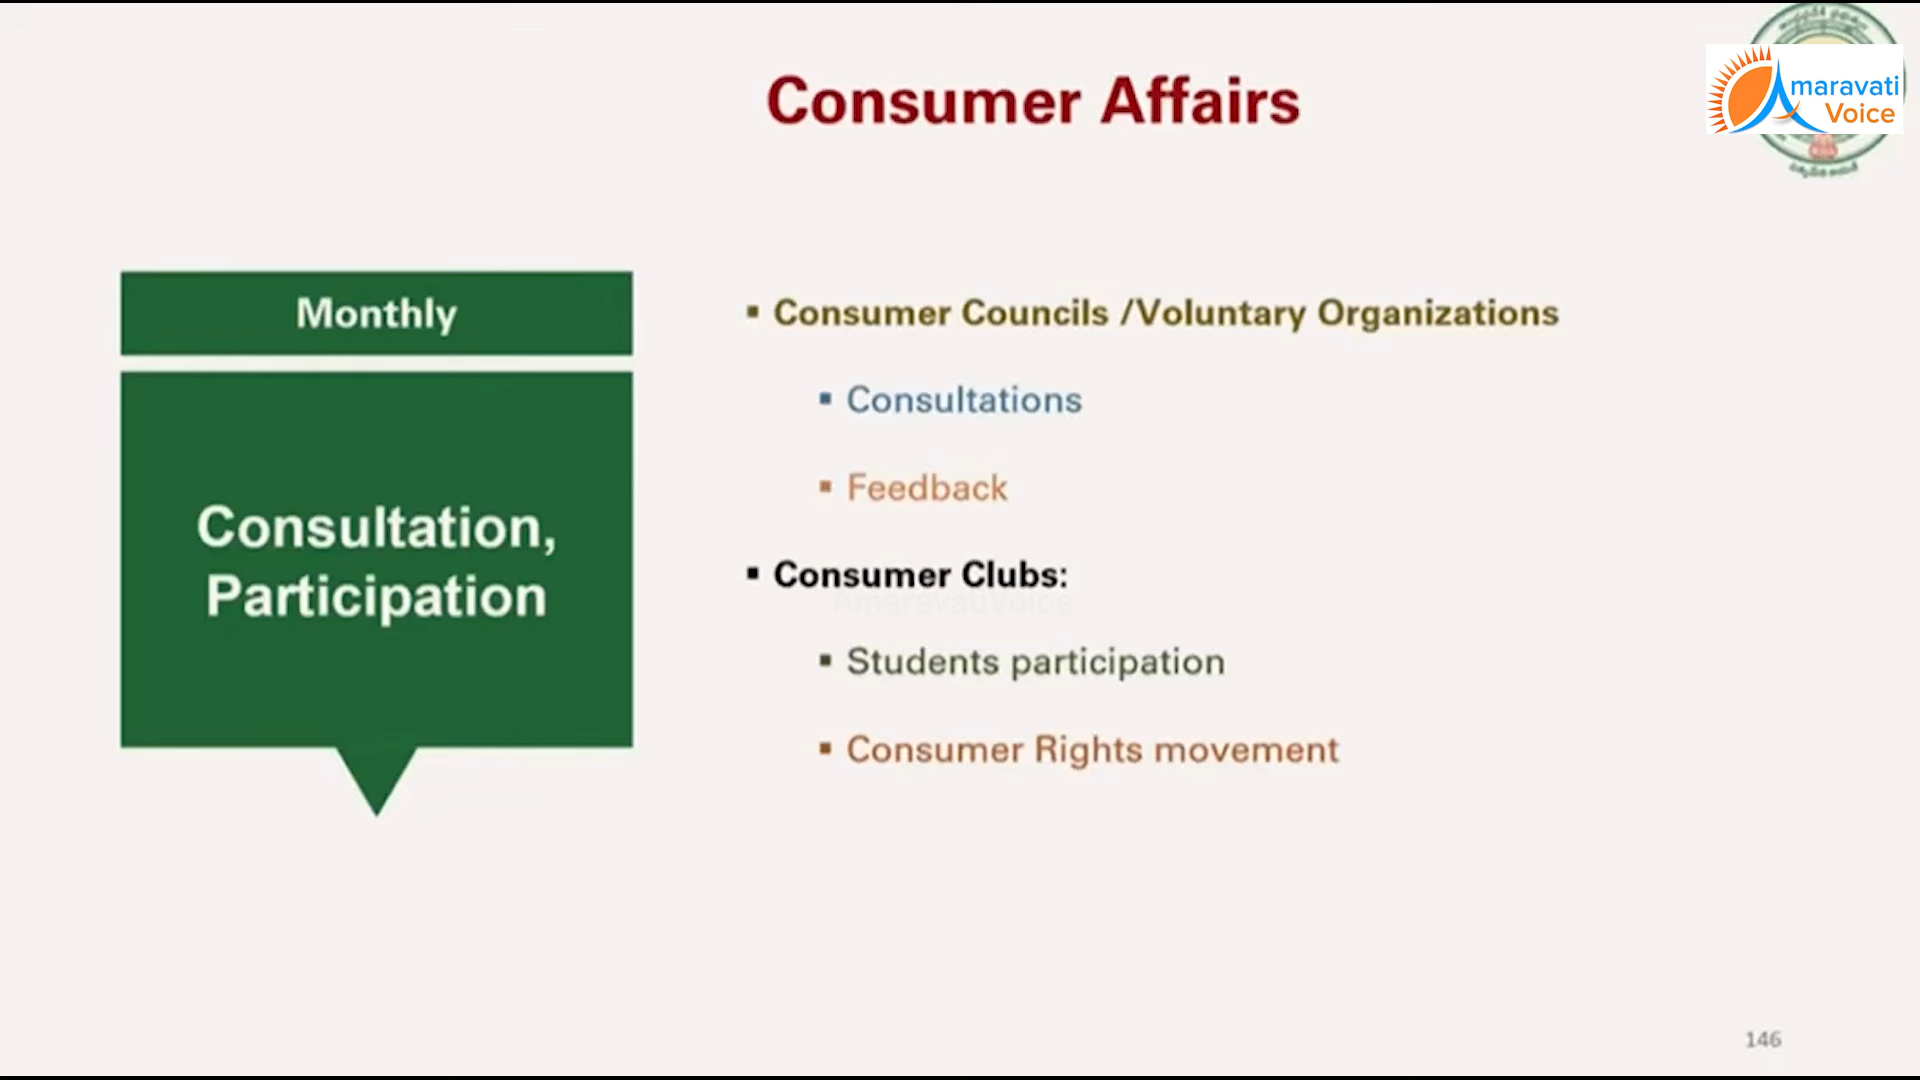 Consumer Affairs
maravati
Voice
Monthly
Consultation,
Participation
▪ Consumer Councils /Voluntary Organizations
▪ Consultations
▪ Feedback
▪ Consumer Clubs:
AmaravatiVoice
▪ Students participation
▪ Consumer Rights movement
146